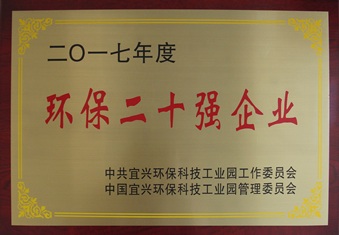 二〇一七年度
环保二十强企业
中共宜兴环保科技工业园工作委员会
中国宜兴环保科技工业园管理委员会